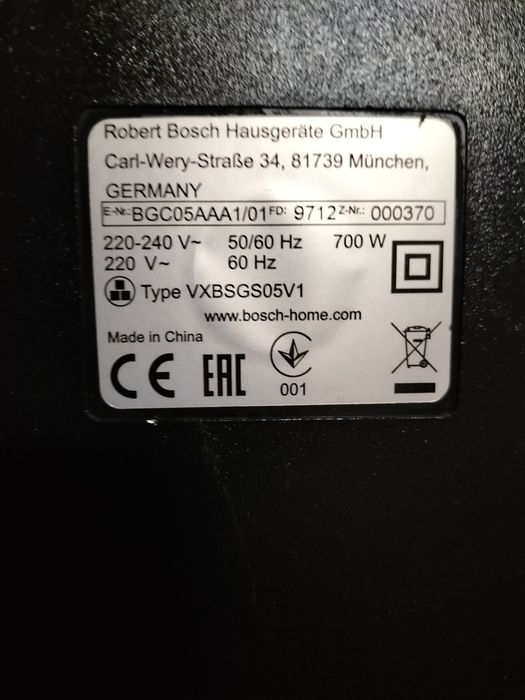 Robert Bosch Hausgeräte GmbH
Carl-Wery-Straße 34, 81739 München,
GERMANY
E-Nr.: BGC05AAA1/01 FD: 9712 Z-Nr.: 000370
220-240 V~ 50/60 Hz 700 W
220 V~ 60 Hz
Type VXBSGS05V1
www.bosch-home.com
Made in China
CE EAC 001